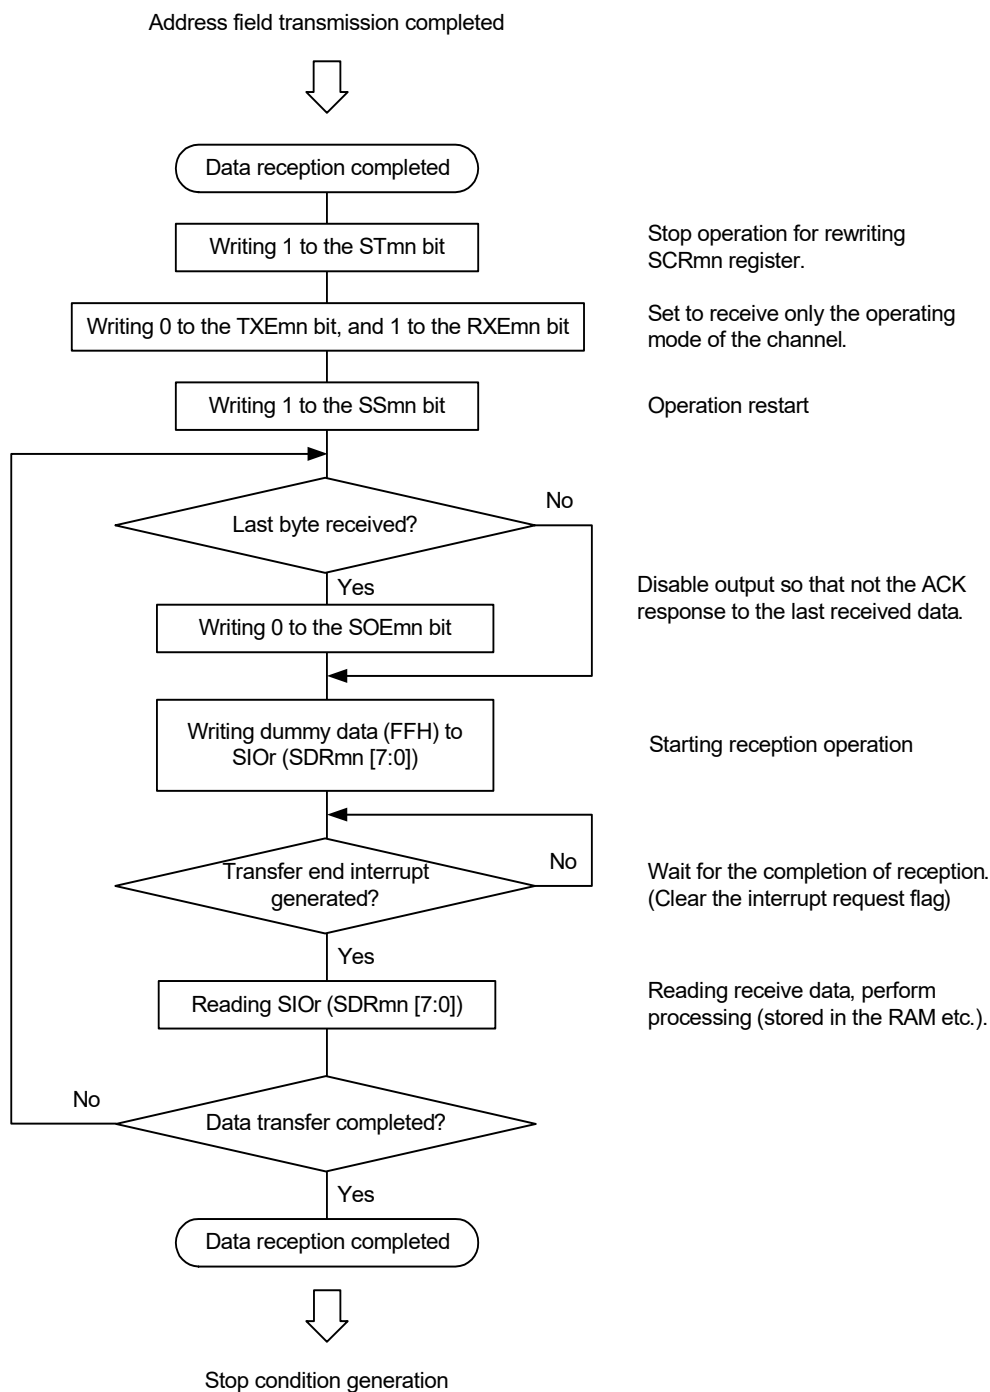 Address field transmission completed
Data reception completed
Writing 1 to the STmn bit
Stop operation for rewriting
SCRmn register.
Writing 0 to the TXEmn bit, and 1 to the RXEmn bit
Set to receive only the operating
mode of the channel.
Writing 1 to the SSmn bit
Operation restart
Last byte received?
No
Yes
Disable output so that not the ACK
response to the last received data.
Writing 0 to the SOEmn bit
Writing dummy data (FFH) to
SIOr (SDRmn [7:0])
Starting reception operation
Transfer end interrupt
generated?
No
Wait for the completion of reception.
(Clear the interrupt request flag)
Yes
Reading SIOr (SDRmn [7:0])
Reading receive data, perform
processing (stored in the RAM etc.).
No
Data transfer completed?
Yes
Data reception completed
Stop condition generation